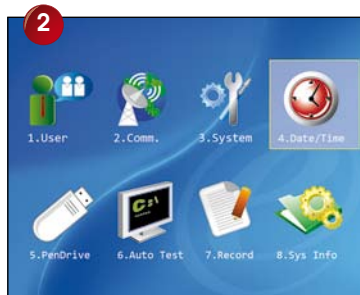 2
1.User 2.Comm. 3.System 4.Date/Time
C:\
5.PenDrive 6.Auto Test 7.Record 8.Sys Info